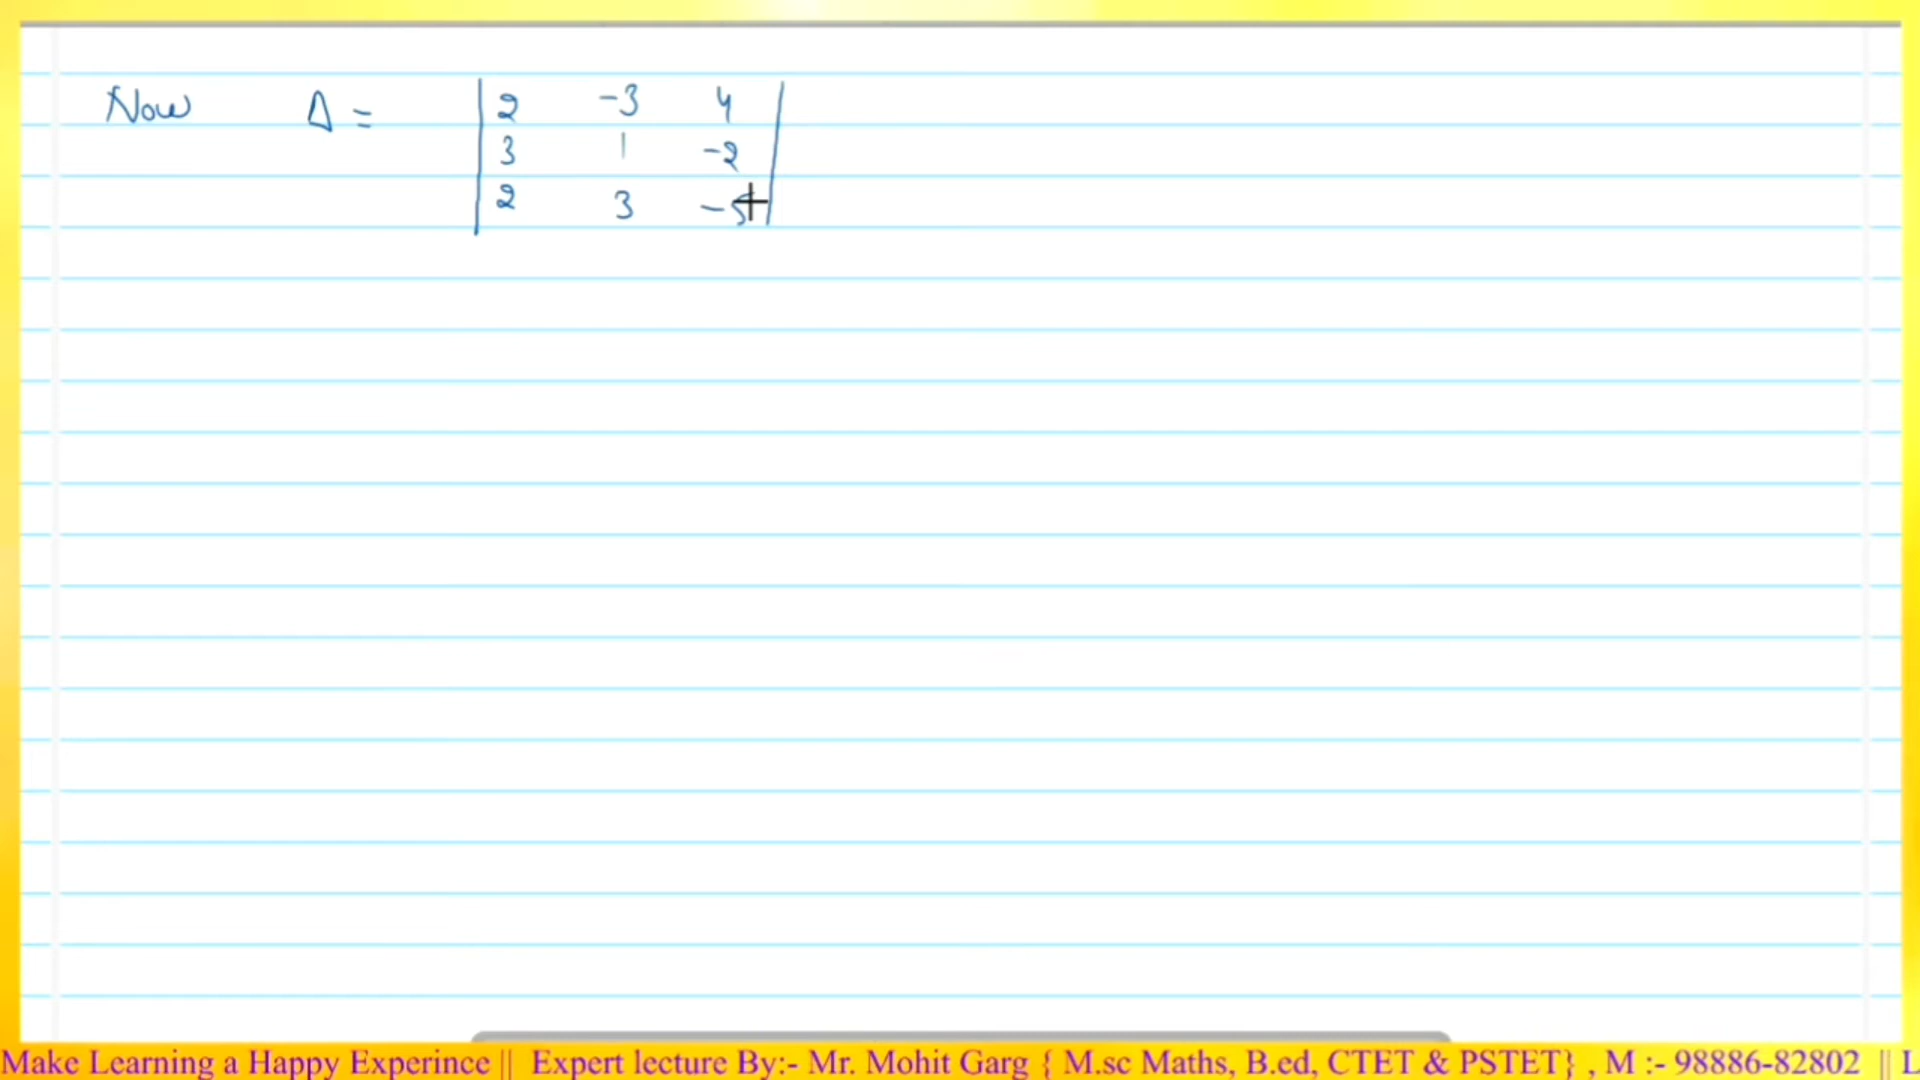 Now Δ = | 2 -3 4 |
| 3 1 -2 |
| 2 3 -5 |
Make Learning a Happy Experince || Expert lecture By:- Mr. Mohit Garg { M.sc Maths, B.ed, CTET & PSTET} , M :- 98886-82802 || L